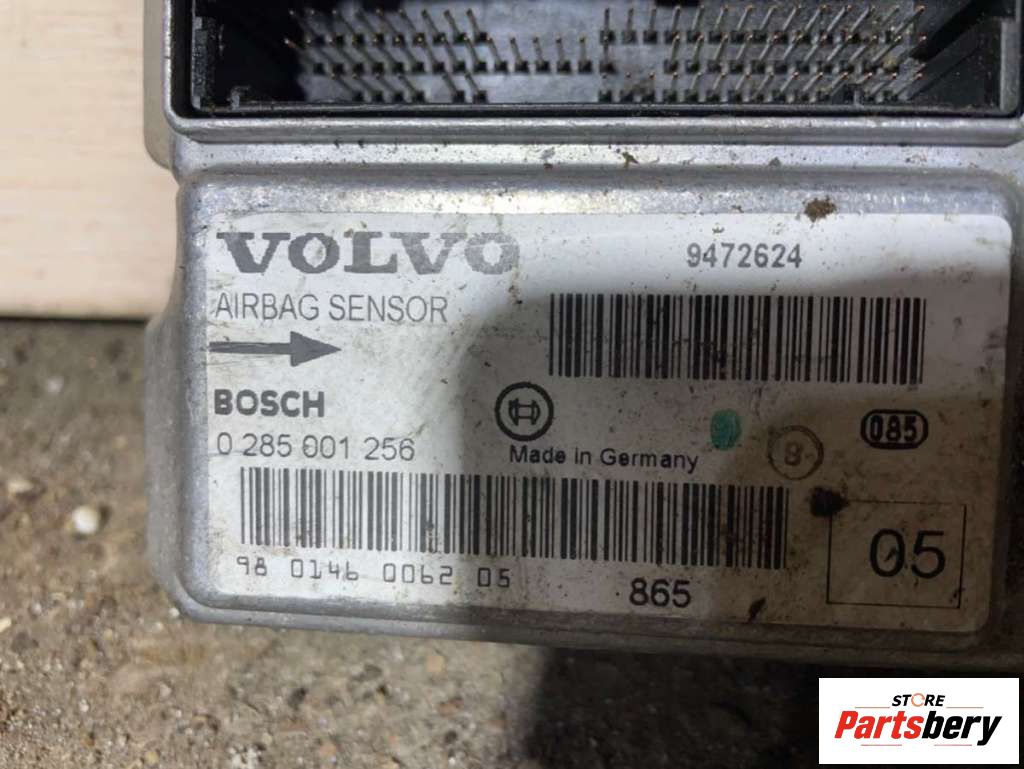 VOLVO
9472624
AIRBAG SENSOR
BOSCH
0 285 001 256
Made in Germany
8
085
98 0146 0062 05
865
05
STORE
Partsbery